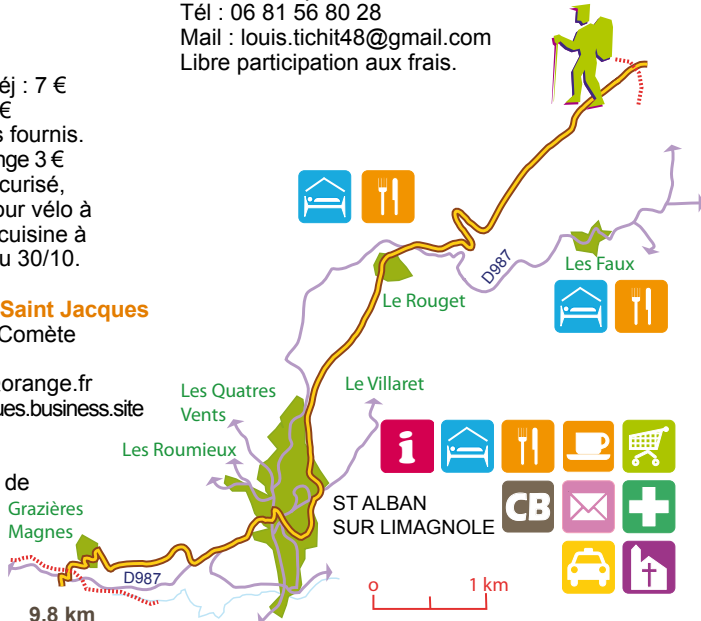 Tél : 06 81 56 80 28
Mail : louis.tichit48@gmail.com
Libre participation aux frais.
éj : 7 €
€
s fournis.
nge 3 €
curisé,
our vélo à
cuisine à
u 30/10.
Saint Jacques
Comète
orange.fr
ues.business.site
de
D987
Les Faux
Le Rouget
Les Quatre
Vents
Le Villaret
Les Roumieux
i
CB
ST ALBAN
SUR LIMAGNOLE
Grazières
Magnes
D987
o 1 km
9.8 km